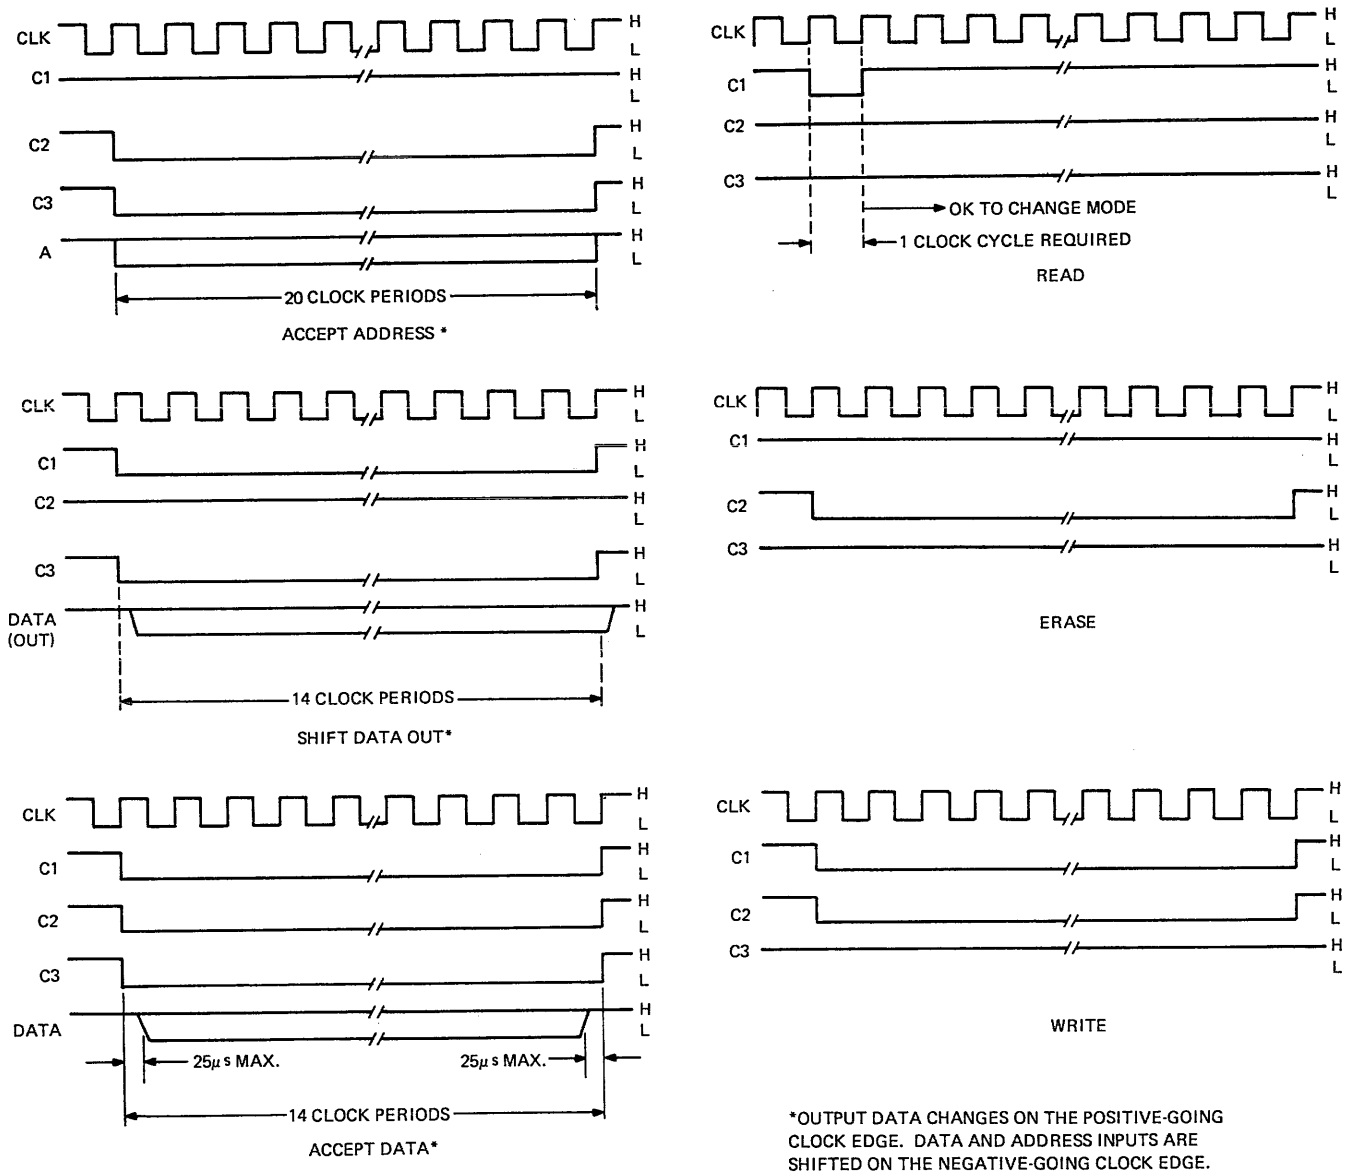 CLK H
L
C1 H
L
C2 H
L
C3 H
L
A H
L
20 CLOCK PERIODS
ACCEPT ADDRESS *
CLK H
L
C1 H
L
C2 H
L
C3 H
L
OK TO CHANGE MODE
1 CLOCK CYCLE REQUIRED
READ
CLK H
L
C1 H
L
C2 H
L
C3 H
L
DATA (OUT) H
L
14 CLOCK PERIODS
SHIFT DATA OUT*
CLK H
L
C1 H
L
C2 H
L
C3 H
L
ERASE
CLK H
L
C1 H
L
C2 H
L
C3 H
L
DATA H
L
25μs MAX. 25μs MAX.
14 CLOCK PERIODS
ACCEPT DATA*
CLK H
L
C1 H
L
C2 H
L
C3 H
L
WRITE
*OUTPUT DATA CHANGES ON THE POSITIVE-GOING
CLOCK EDGE. DATA AND ADDRESS INPUTS ARE
SHIFTED ON THE NEGATIVE-GOING CLOCK EDGE.